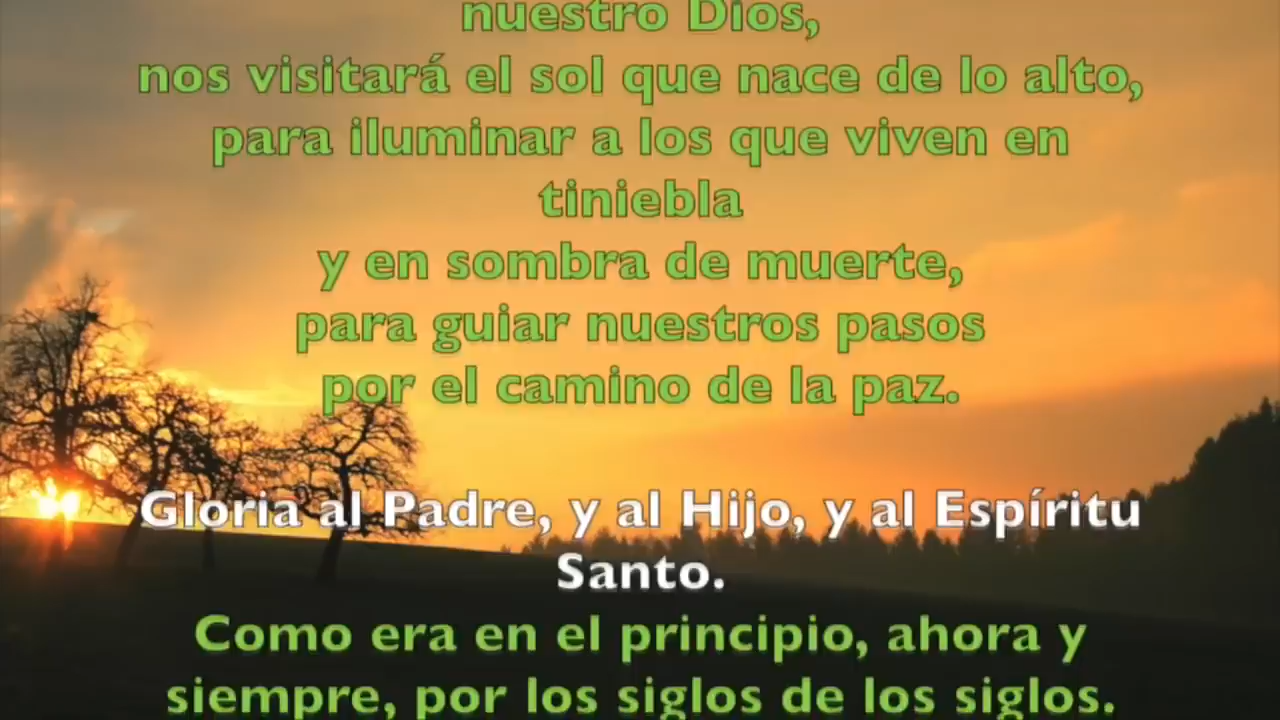 nuestro Dios,
nos visitará el sol que nace de lo alto,
para iluminar a los que viven en
tiniebla
y en sombra de muerte,
para guiar nuestros pasos
por el camino de la paz.
Gloria al Padre, y al Hijo, y al Espíritu
Santo.
Como era en el principio, ahora y
siempre, por los siglos de los siglos.